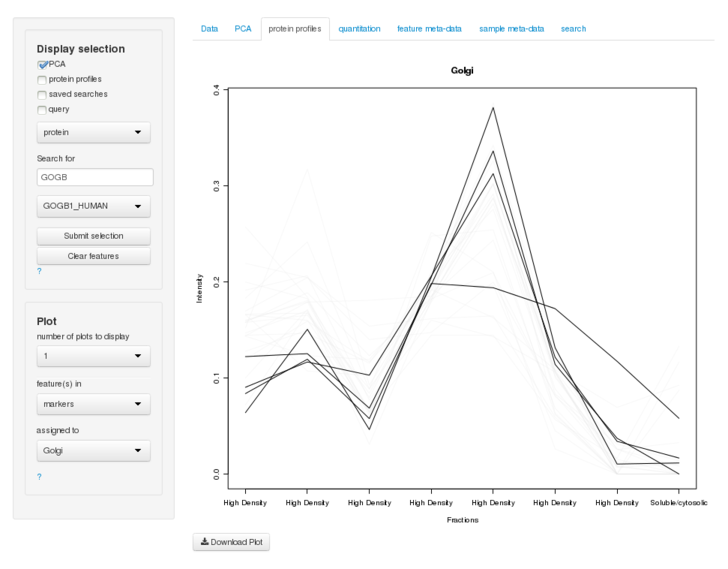 Data PCA protein profiles quantitation feature meta-data sample meta-data search
Display selection
PCA
protein profiles
saved searches
query
protein
Search for
GOGB
GOGB1_HUMAN
Submit selection
Clear features
?
Plot
number of plots to display
1
feature(s) in
markers
assigned to
Golgi
?
Golgi
Intensity
0.4
0.3
0.2
0.1
0.0
High Density High Density High Density High Density High Density High Density High Density Soluble/cytosolic
Fractions
Download Plot